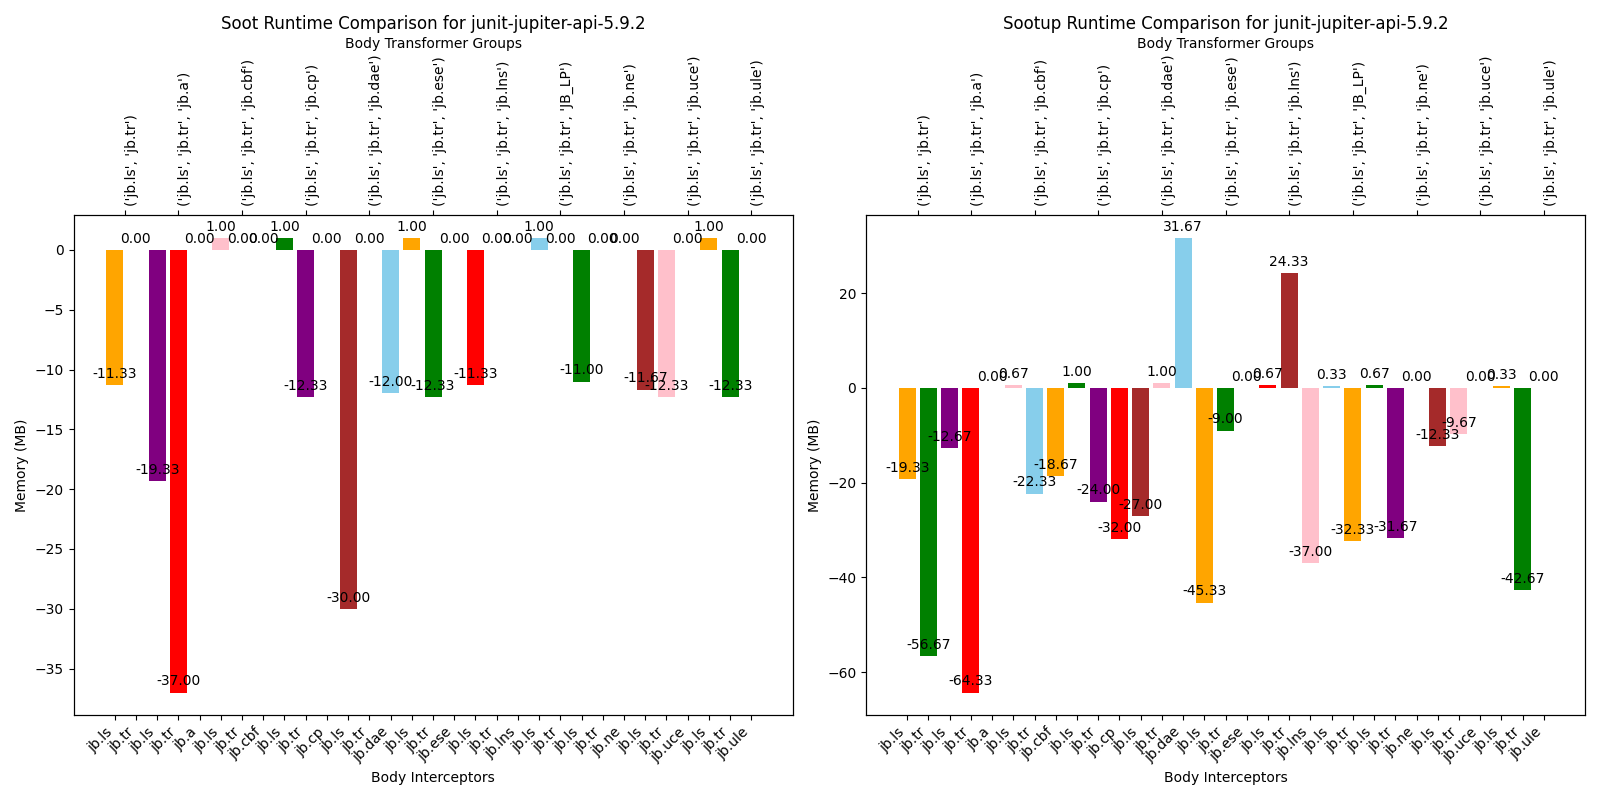 Soot Runtime Comparison for junit-jupiter-api-5.9.2
Body Transformer Groups
('jb.ls', 'jb.tr')
('jb.ls', 'jb.tr', 'jb.a')
('jb.ls', 'jb.tr', 'jb.cbf')
('jb.ls', 'jb.tr', 'jb.cp')
('jb.ls', 'jb.tr', 'jb.dae')
('jb.ls', 'jb.tr', 'jb.ese')
('jb.ls', 'jb.tr', 'jb.lns')
('jb.ls', 'jb.tr', 'JB_LP')
('jb.ls', 'jb.tr', 'jb.ne')
('jb.ls', 'jb.tr', 'jb.uce')
('jb.ls', 'jb.tr', 'jb.ule')
Memory (MB)
0
−5
−10
−15
−20
−25
−30
−35
-11.33
0.00
-19.33
-37.00
0.00
1.00
0.00
0.00
1.00
-12.33
0.00
-30.00
0.00
-12.00
1.00
-12.33
0.00
-11.33
0.00
0.00
1.00
0.00
-11.00
0.00
0.00
-11.67
-12.33
0.00
1.00
-12.33
0.00
jb.ls
jb.tr
jb.ls
jb.tr
jb.a
jb.ls
jb.tr
jb.cbf
jb.ls
jb.tr
jb.cp
jb.ls
jb.tr
jb.dae
jb.ls
jb.tr
jb.ese
jb.ls
jb.tr
jb.lns
jb.ls
jb.tr
jb.ls
jb.tr
jb.ne
jb.ls
jb.tr
jb.uce
jb.ls
jb.tr
jb.ule
Body Interceptors
Sootup Runtime Comparison for junit-jupiter-api-5.9.2
Body Transformer Groups
('jb.ls', 'jb.tr')
('jb.ls', 'jb.tr', 'jb.a')
('jb.ls', 'jb.tr', 'jb.cbf')
('jb.ls', 'jb.tr', 'jb.cp')
('jb.ls', 'jb.tr', 'jb.dae')
('jb.ls', 'jb.tr', 'jb.ese')
('jb.ls', 'jb.tr', 'jb.lns')
('jb.ls', 'jb.tr', 'JB_LP')
('jb.ls', 'jb.tr', 'jb.ne')
('jb.ls', 'jb.tr', 'jb.uce')
('jb.ls', 'jb.tr', 'jb.ule')
Memory (MB)
20
0
−20
−40
−60
-19.33
-56.67
-12.67
-64.33
0.00
0.67
-22.33
-18.67
1.00
-24.00
-32.00
-27.00
1.00
31.67
-45.33
-9.00
0.00
0.67
24.33
-37.00
0.33
-32.33
0.67
-31.67
0.00
-12.33
-9.67
0.00
0.33
-42.67
0.00
jb.ls
jb.tr
jb.ls
jb.tr
jb.a
jb.ls
jb.tr
jb.cbf
jb.ls
jb.tr
jb.cp
jb.ls
jb.tr
jb.dae
jb.ls
jb.tr
jb.ese
jb.ls
jb.tr
jb.lns
jb.ls
jb.tr
jb.ls
jb.tr
jb.ne
jb.ls
jb.tr
jb.uce
jb.ls
jb.tr
jb.ule
Body Interceptors